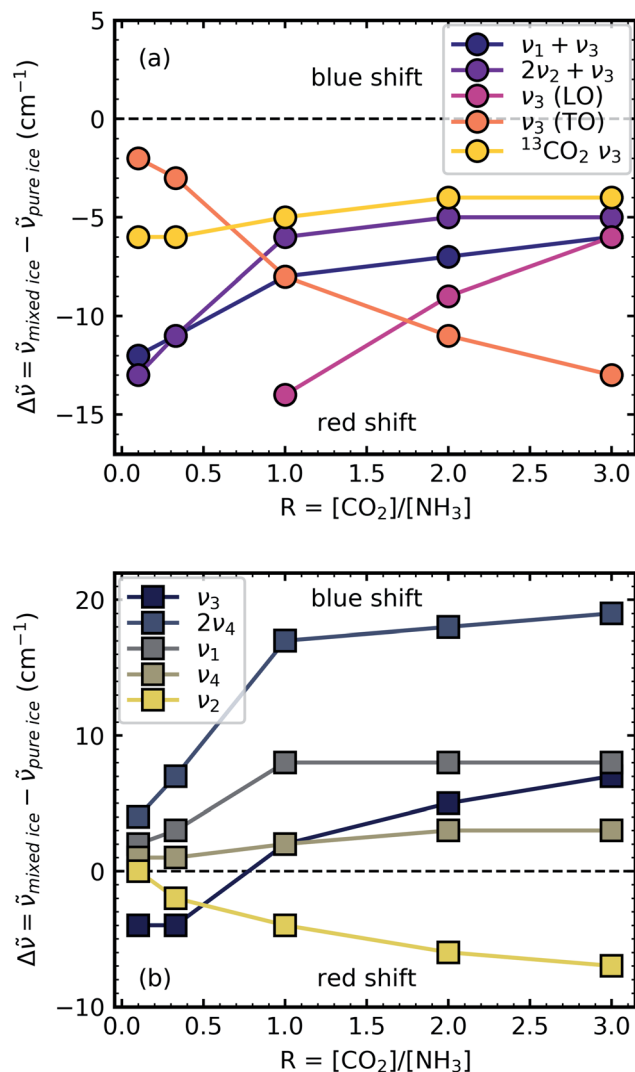 5
0
−5
−10
−15
Δν̃ = ν̃mixed ice − ν̃pure ice (cm⁻¹)
(a)
blue shift
ν₁ + ν₃
2ν₂ + ν₃
ν₃ (LO)
ν₃ (TO)
¹³CO₂ ν₃
red shift
0.0 0.5 1.0 1.5 2.0 2.5 3.0
R = [CO₂]/[NH₃]
20
10
0
−10
Δν̃ = ν̃mixed ice − ν̃pure ice (cm⁻¹)
ν₃
2ν₄
ν₁
ν₄
ν₂
blue shift
(b)
red shift
0.0 0.5 1.0 1.5 2.0 2.5 3.0
R = [CO₂]/[NH₃]